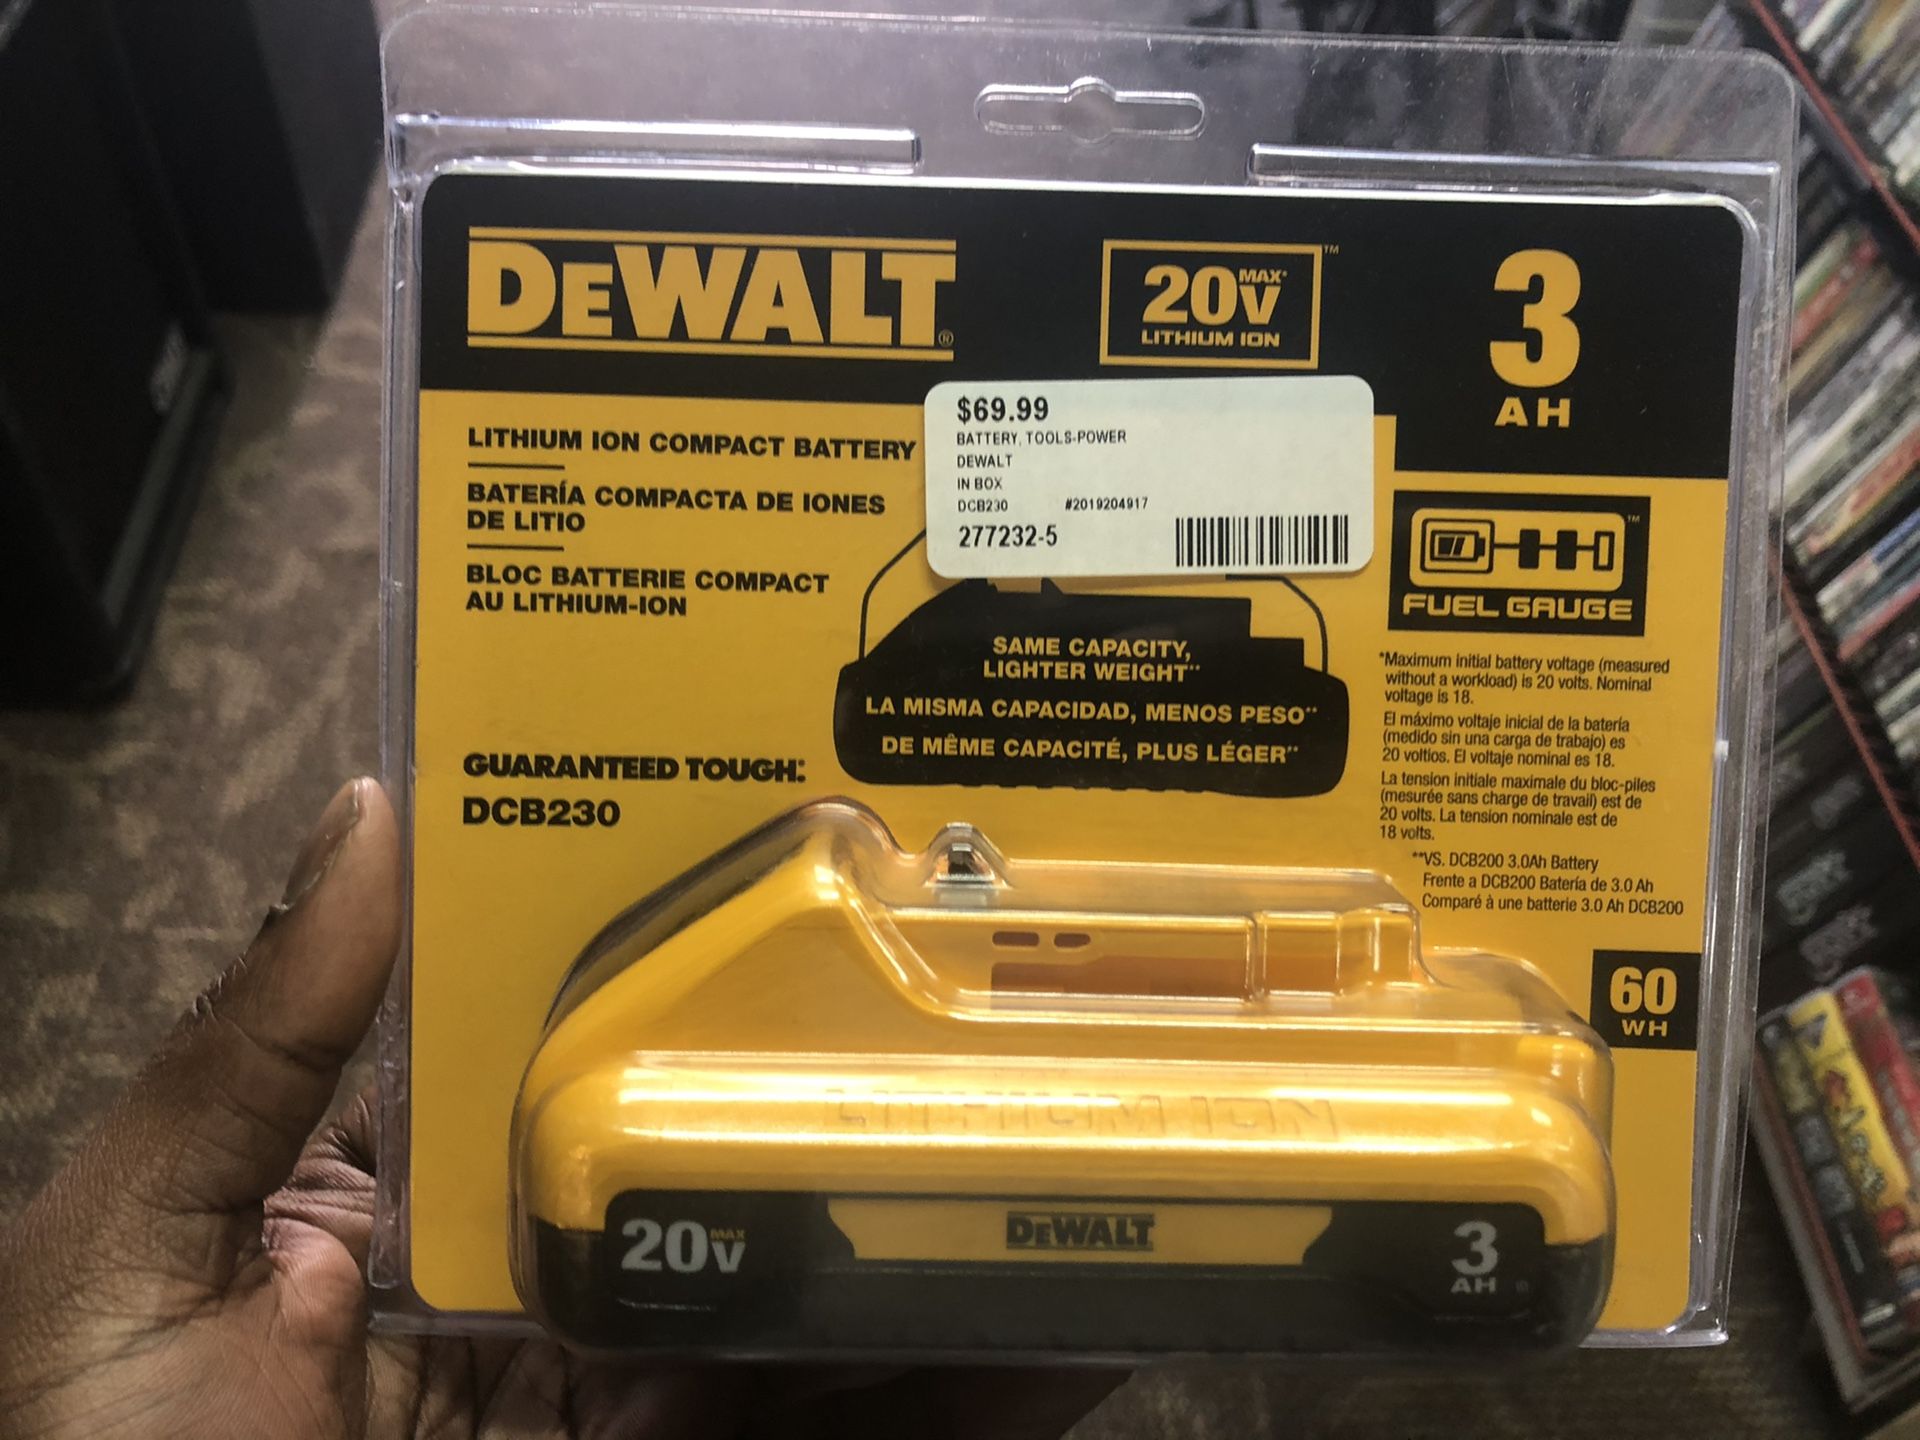 DEWALT®
20V MAX* ™
LITHIUM ION
3
AH
$69.99
BATTERY, TOOLS-POWER
DEWALT
IN BOX
DCB230 #2019204917
277232-5
LITHIUM ION COMPACT BATTERY
BATERÍA COMPACTA DE IONES
DE LITIO
BLOC BATTERIE COMPACT
AU LITHIUM-ION
FUEL GAUGE™
SAME CAPACITY,
LIGHTER WEIGHT**
LA MISMA CAPACIDAD, MENOS PESO**
DE MÊME CAPACITÉ, PLUS LÉGER**
*Maximum initial battery voltage (measured
without a workload) is 20 volts. Nominal
voltage is 18.
El máximo voltaje inicial de la batería
(medido sin una carga de trabajo) es
20 voltios. El voltaje nominal es 18.
La tension initiale maximale du bloc-piles
(mesurée sans charge de travail) est de
20 volts. La tension nominale est de
18 volts.
**VS. DCB200 3.0Ah Battery
Frente a DCB200 Batería de 3.0 Ah
Comparé à une batterie 3.0 Ah DCB200
GUARANTEED TOUGH.®
DCB230
60
WH
LITHIUM ION
20V MAX
DEWALT
3
AH